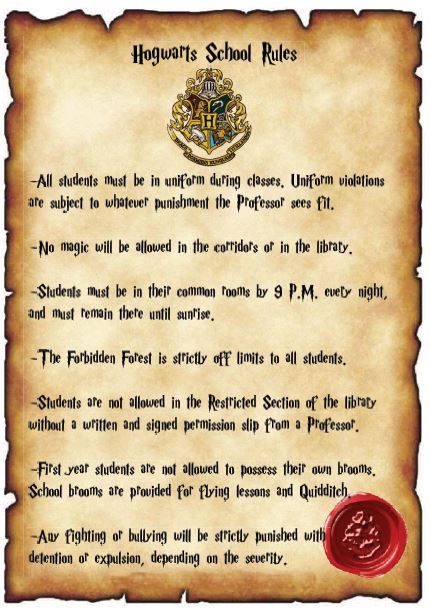 Hogwarts School Rules
H
-All students must be in uniform during classes. Uniform violations
are subject to whatever punishment the Professor sees fit.
-No magic will be allowed in the corridors or in the library.
-Students must be in their common rooms by 9 P.M. every night,
and must remain there until sunrise.
-The Forbidden Forest is strictly off limits to all students.
-Students are not allowed in the Restricted Section of the library
without a written and signed permission slip from a Professor.
-First year students are not allowed to possess their own brooms.
School brooms are provided for flying lessons and Quidditch.
-Any fighting or bullying will be strictly punished with
detention or expulsion, depending on the severity.